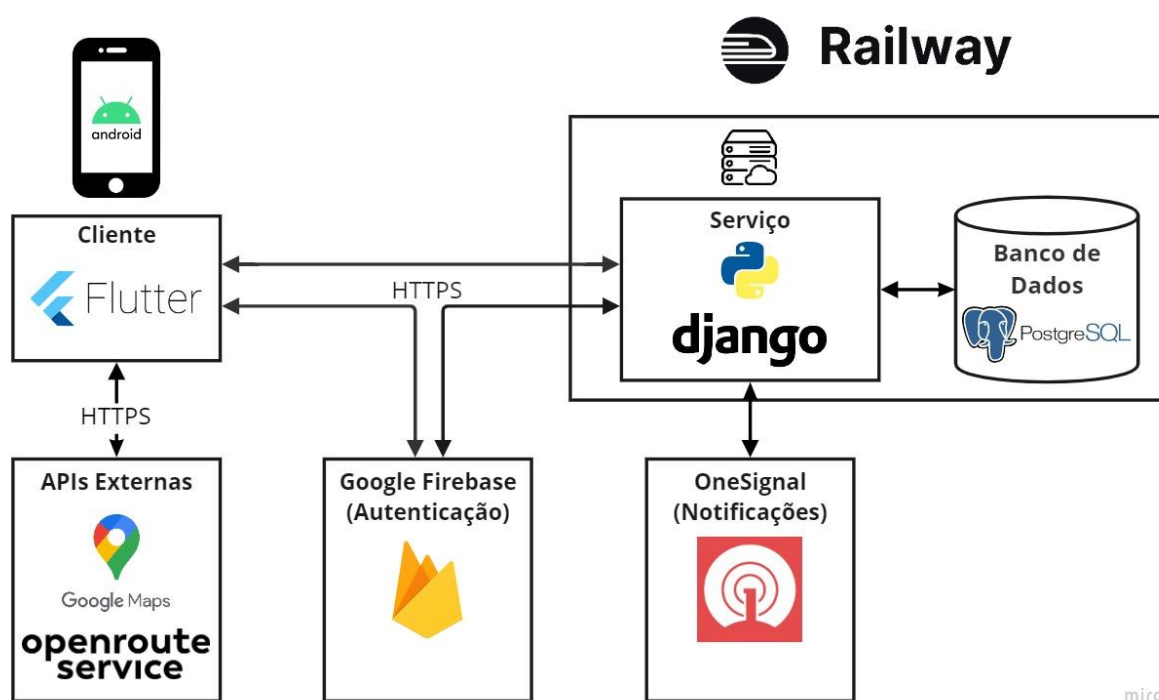 Railway
android
Cliente
Flutter
HTTPS
Serviço
django
Banco de
Dados
PostgreSQL
HTTPS
APIs Externas
Google Maps
openroute
service
Google Firebase
(Autenticação)
OneSignal
(Notificações)
miro